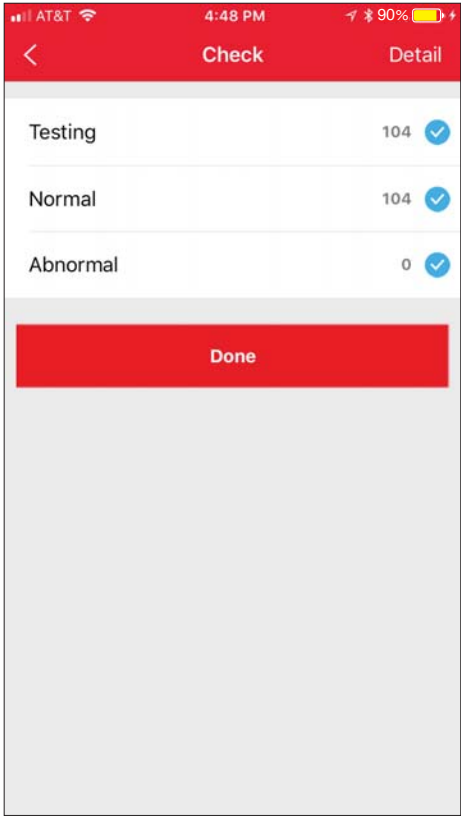 AT&T 4:48 PM 90%
Check Detail
Testing 104
Normal 104
Abnormal 0
Done